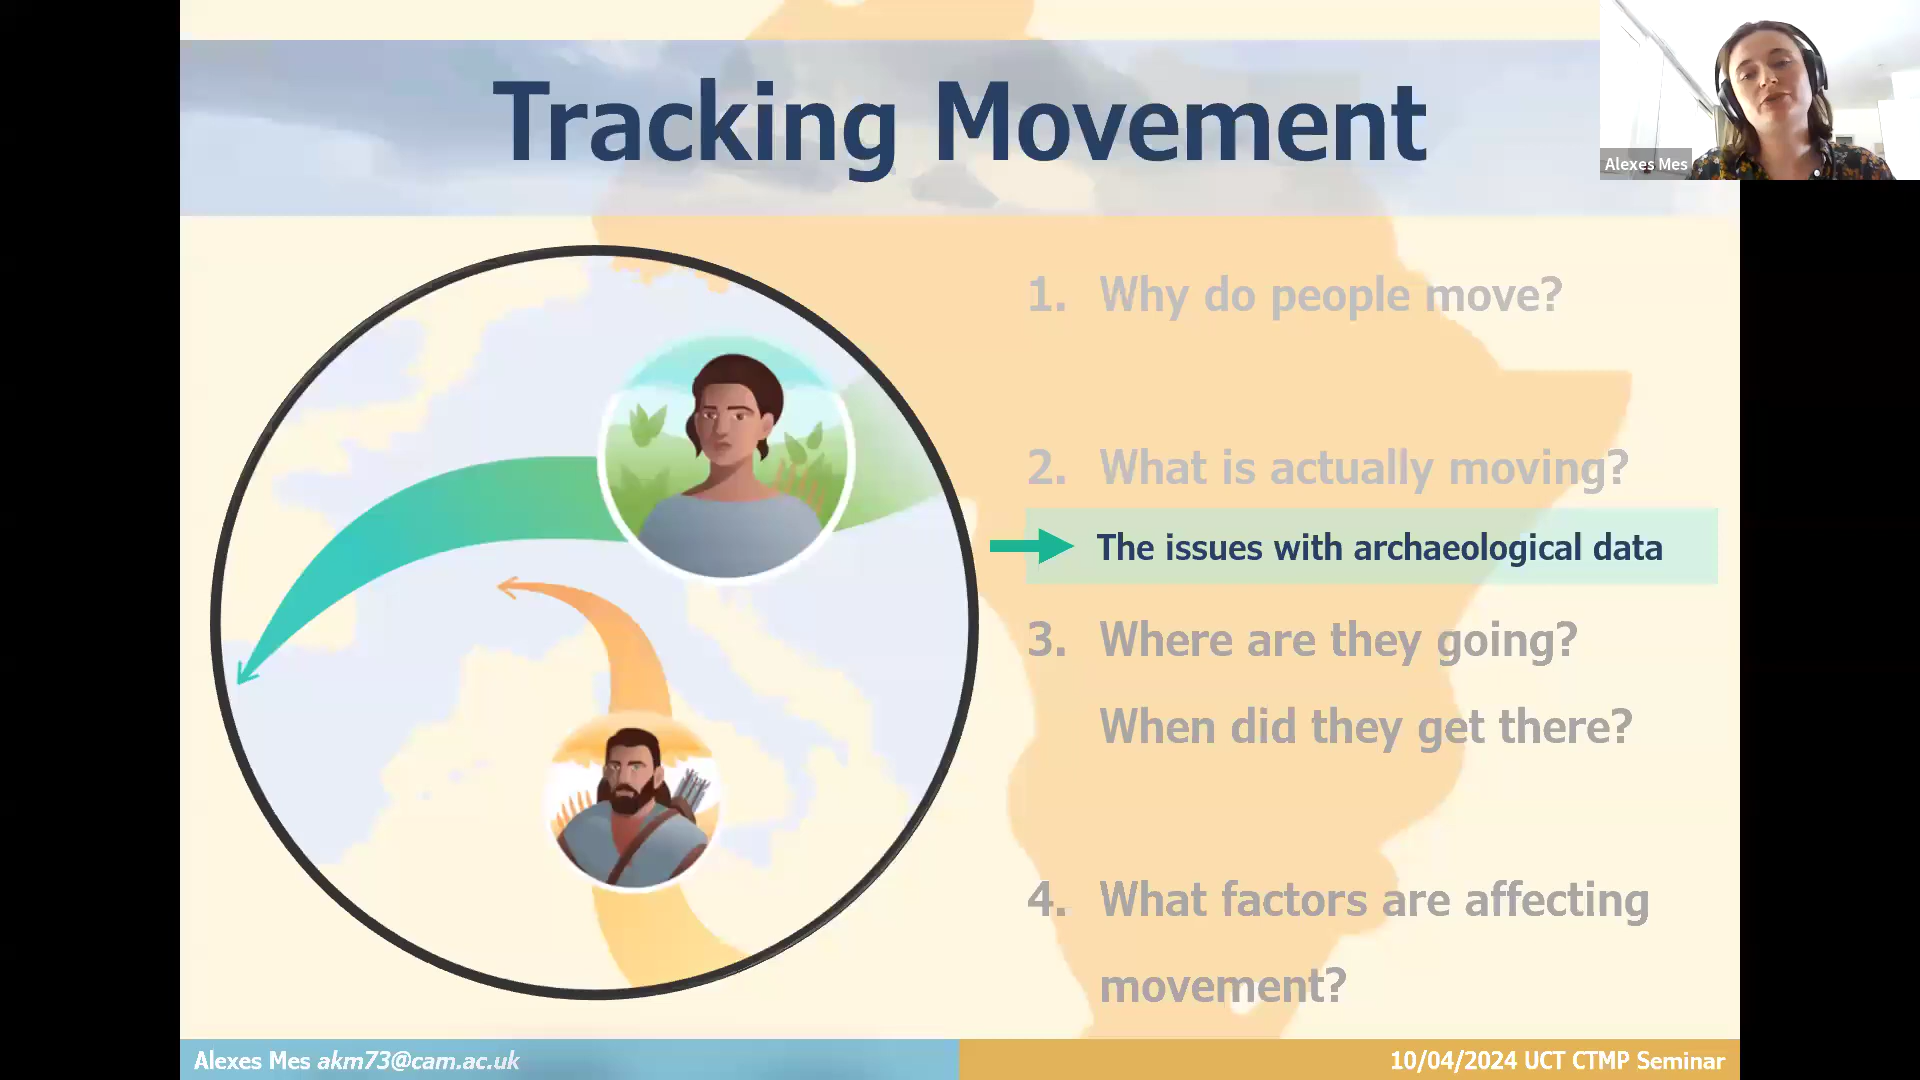 Tracking Movement
Alexes Mes
1. Why do people move?
2. What is actually moving?
The issues with archaeological data
3. Where are they going?
When did they get there?
4. What factors are affecting
movement?
Alexes Mes akm73@cam.ac.uk
10/04/2024 UCT CTMP Seminar